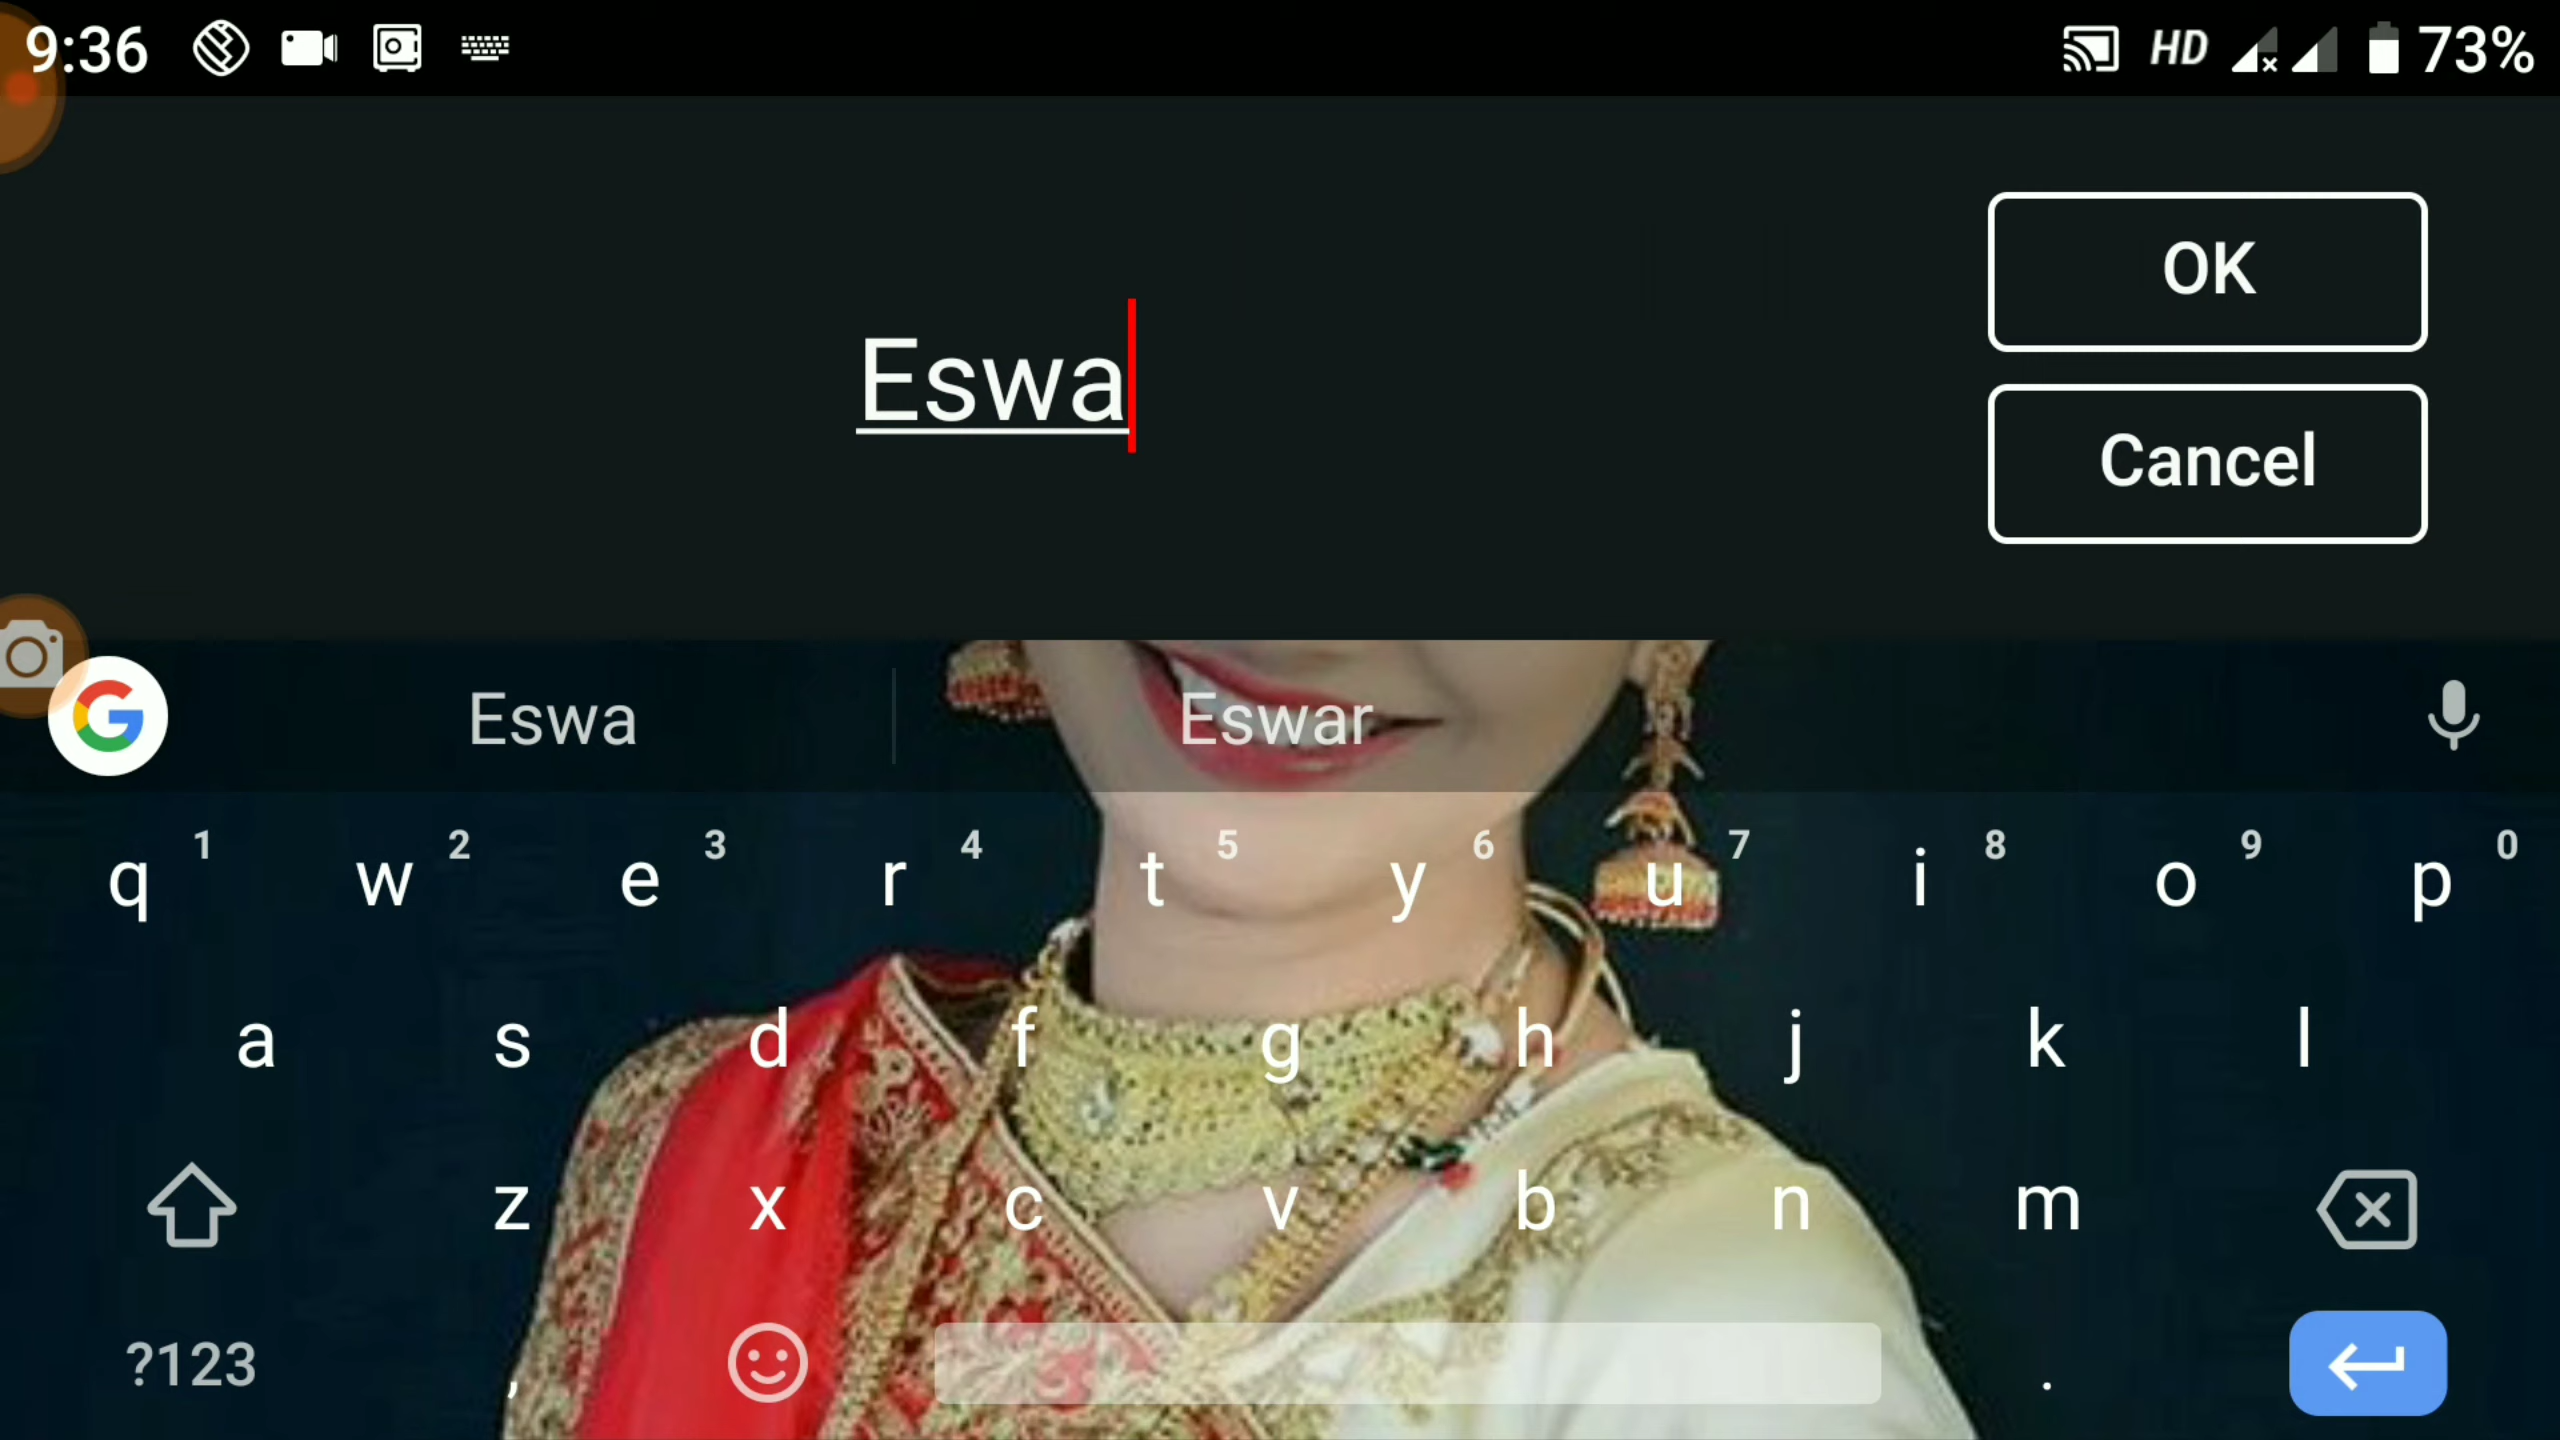 9:36 HD 73%
OK
Eswa
Cancel
Eswa Eswar
q 1 w 2 e 3 r 4 t 5 y 6 u 7 i 8 o 9 p 0
a s d f g h j k l
z x c v b n m
?123 , .